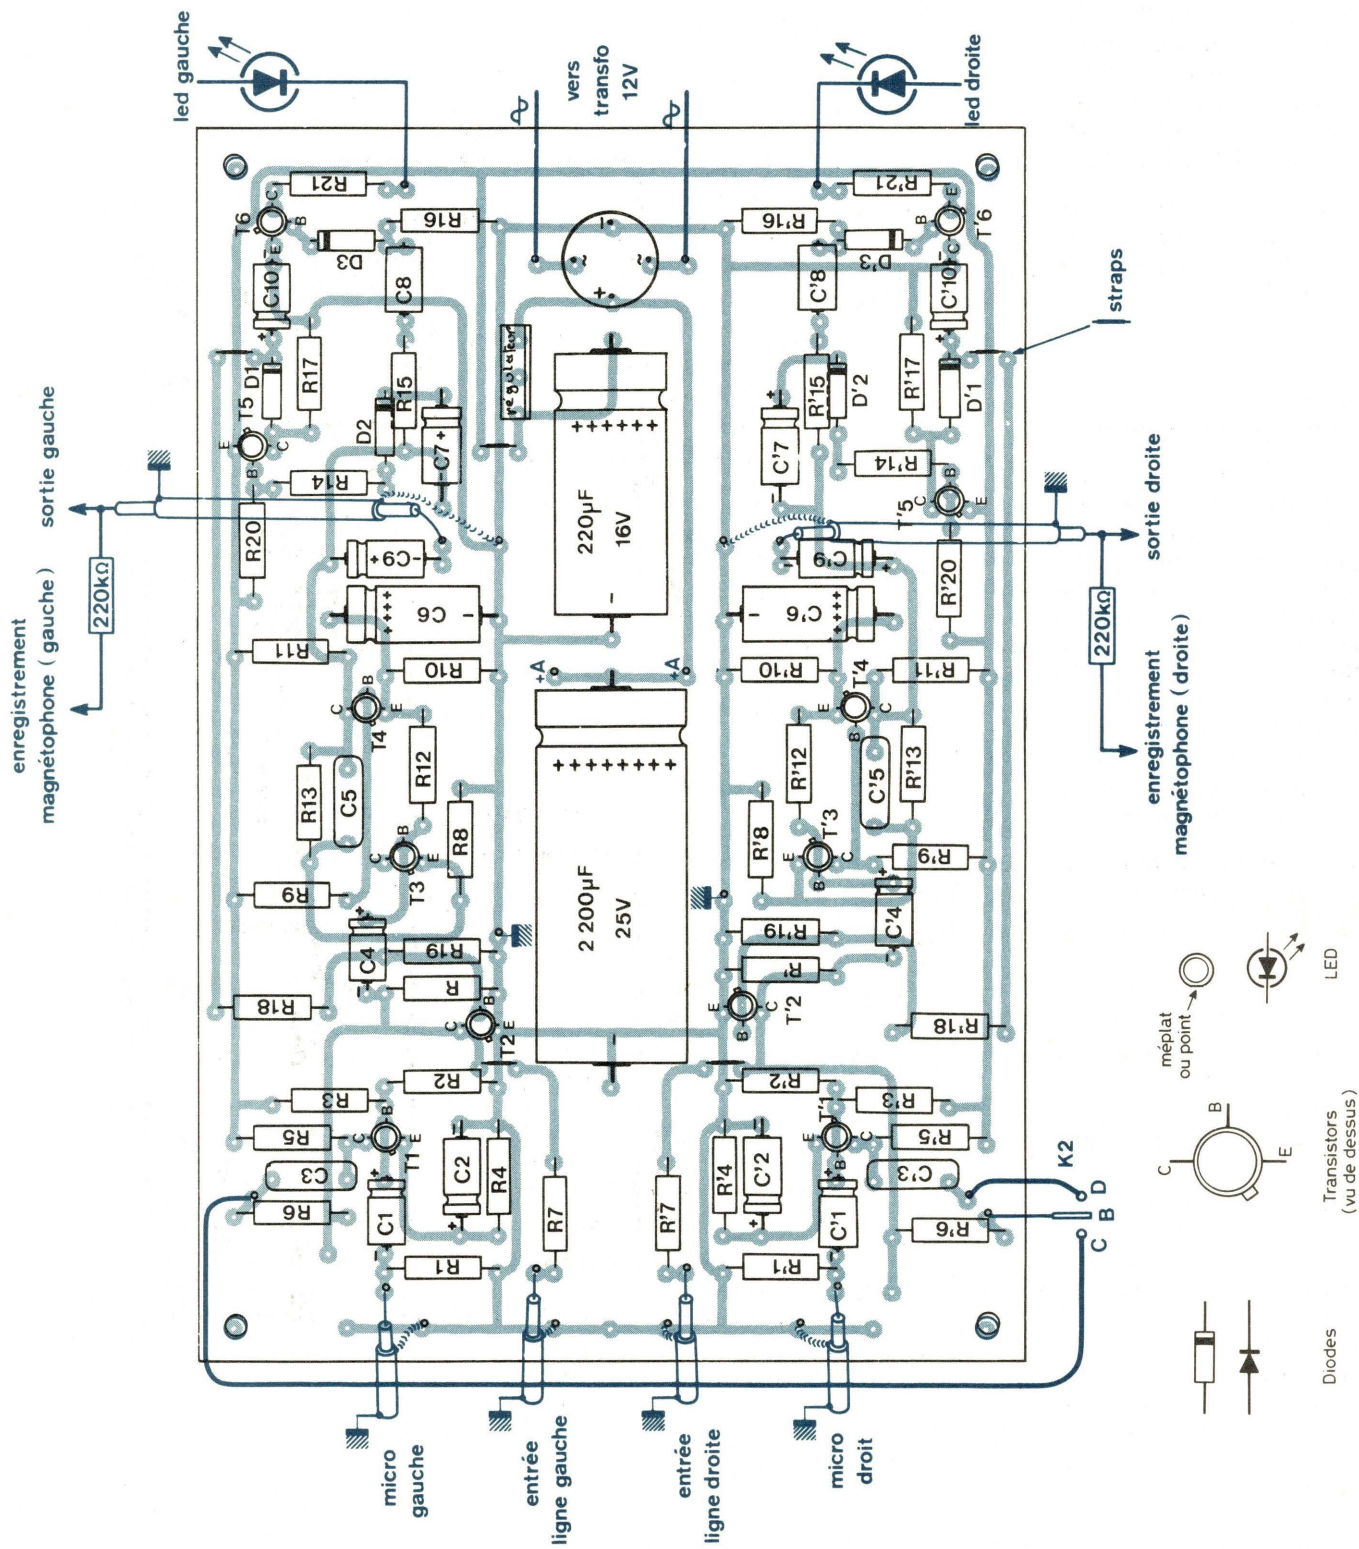 enregistrement
magnétophone ( gauche )
sortie gauche
led gauche
220kΩ
vers
transfo
12V
led droite
straps
sortie droite
enregistrement
magnétophone ( droite )
220kΩ
T6
C
B
E
R21
R16
D3
C10
−
+
C8
R17
R15
D1
T5
E
C
B
D2
C7 +
−
R14
R20
C9 +
−
C6
++++
−
R11
R10
C
B
E
T4
R12
R13
C5
R8
C
B
E
T3
R9
C4
+
−
R19
R
R18
C
B
E
T2
R2
R3
R5
C
B
E
T1
C3
R6
C1
+
−
C2
−
+
R4
R7
R1
régulateur
+
−
~
~
220µF
16V
++++++
−
+A
+A
2 200µF
25V
++++++++
−
R'21
R'16
D'3
E
B
C
T'6
C'8
C'10
−
+
R'15
D'2
R'17
D'1
C'7
+
−
R'14
C
B
E
T'5
R'20
C'9
+
C'6
−
++++
R'10
R'11
T'4
E
C
B
R'12
R'13
C'5
R'8
T'3
E
C
B
R'9
C'4
+
−
R'19
R'
E
C
B
T'2
R'18
R'2
R'3
T'1
E
C
B
R'5
C'3
R'4
C'2
−
+
R'7
C'1
+
−
R'6
R'1
K2
D
B
C
micro
gauche
entrée
ligne gauche
entrée
ligne droite
micro
droit
méplat
ou point
LED
C
B
E
Transistors
(vu de dessus)
Diodes